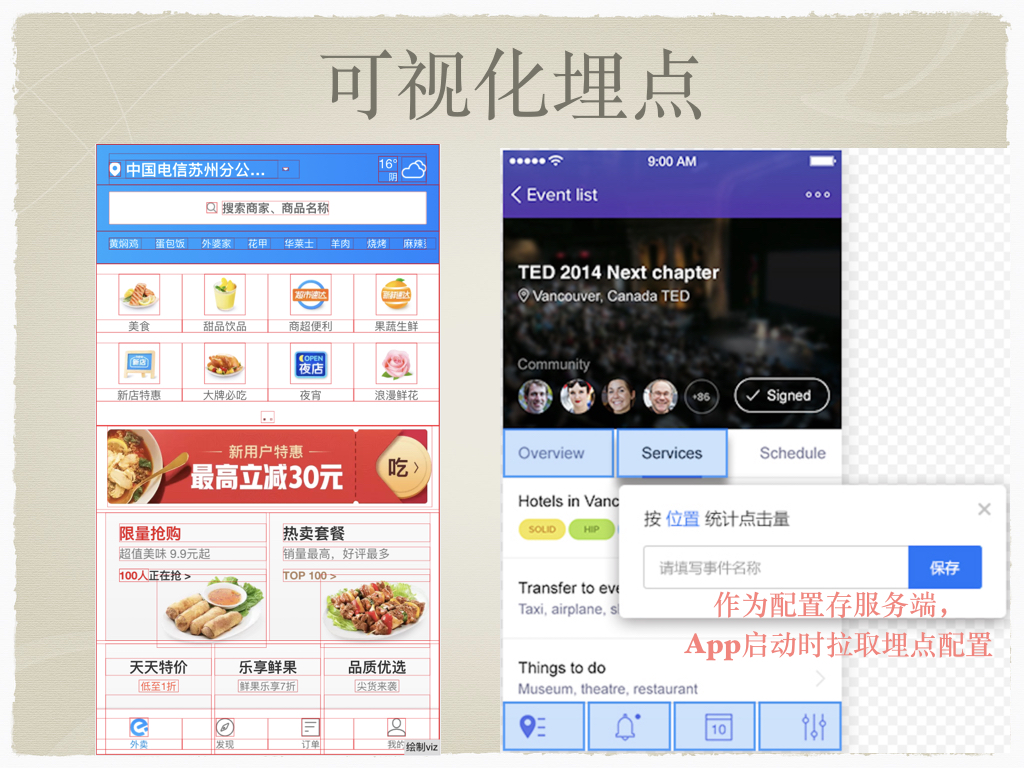 可视化埋点
中国电信苏州分公...
16°
阴
搜索商家、商品名称
黄焖鸡 蛋包饭 外婆家 花甲 华莱士 羊肉 烧烤 麻辣
美食 甜品饮品 商超便利 果蔬生鲜
超市速达
新店
OPEN
夜店
新店特惠 大牌必吃 夜宵 浪漫鲜花
新用户特惠
最高立减30元
吃 >
限量抢购
超值美味 9.9元起
100人正在抢 >
热卖套餐
销量最高，好评最多
TOP 100 >
天天特价 乐享鲜果 品质优选
低至1折 鲜果乐享7折 尖货来袭
外卖 发现 订单 我的
绘制viz
9:00 AM
Event list
TED 2014 Next chapter
Vancouver, Canada TED
Community
+86
Signed
Overview Services Schedule
Hotels in Vanc
SOLID HIP
按 位置 统计点击量
请填写事件名称 保存
Transfer to eve
Taxi, airplane, s
作为配置存服务端，
App启动时拉取埋点配置
Things to do
Museum, theatre, restaurant
10